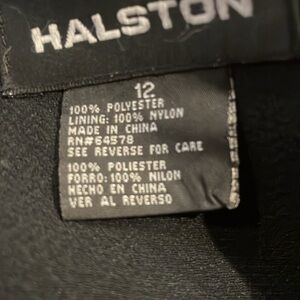 HALSTON
12
100% POLYESTER
LINING: 100% NYLON
MADE IN CHINA
RN#64578
SEE REVERSE FOR CARE
100% POLIESTER
FORRO: 100% NILON
HECHO EN CHINA
VER AL REVERSO